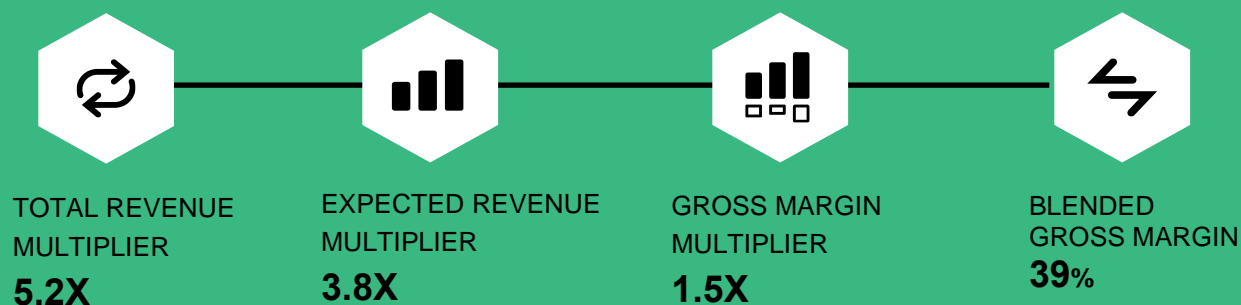 TOTAL REVENUE
MULTIPLIER
5.2X
EXPECTED REVENUE
MULTIPLIER
3.8X
GROSS MARGIN
MULTIPLIER
1.5X
BLENDED
GROSS MARGIN
39%